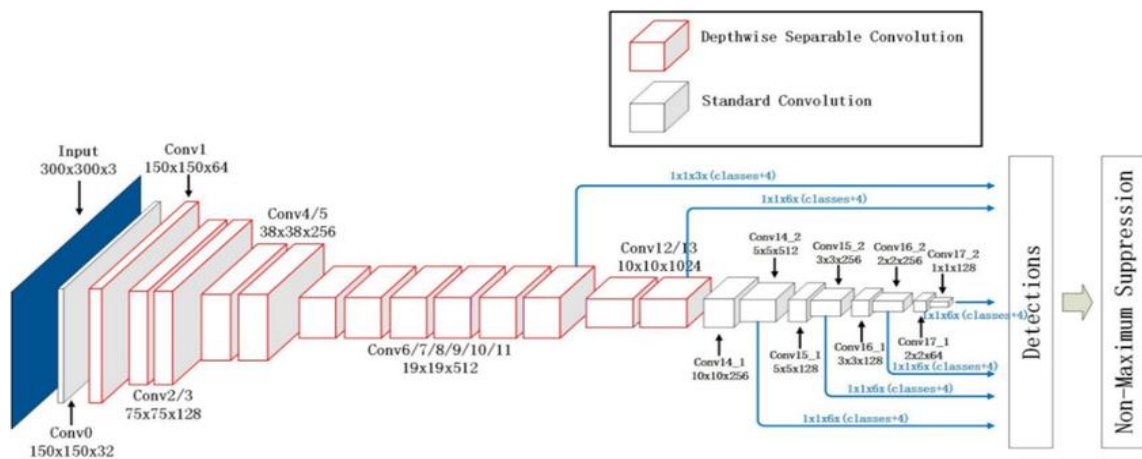 Depthwise Separable Convolution
Standard Convolution
Input
300x300x3
Conv1
150x150x64
Conv4/5
38x38x256
Conv12/13
10x10x1024
Conv14_2
5x5x512
Conv15_2
3x3x256
Conv16_2
2x2x256
Conv17_2
1x1x128
1x1x3x(classes+4)
1x1x6x(classes+4)
1x1x6x(classes+4)
Conv0
150x150x32
Conv2/3
75x75x128
Conv6/7/8/9/10/11
19x19x512
Conv14_1
10x10x256
Conv15_1
5x5x128
Conv16_1
3x3x128
Conv17_1
2x2x64
1x1x6x(classes+4)
1x1x6x(classes+4)
1x1x6x(classes+4)
Detections
Non-Maximum Suppression